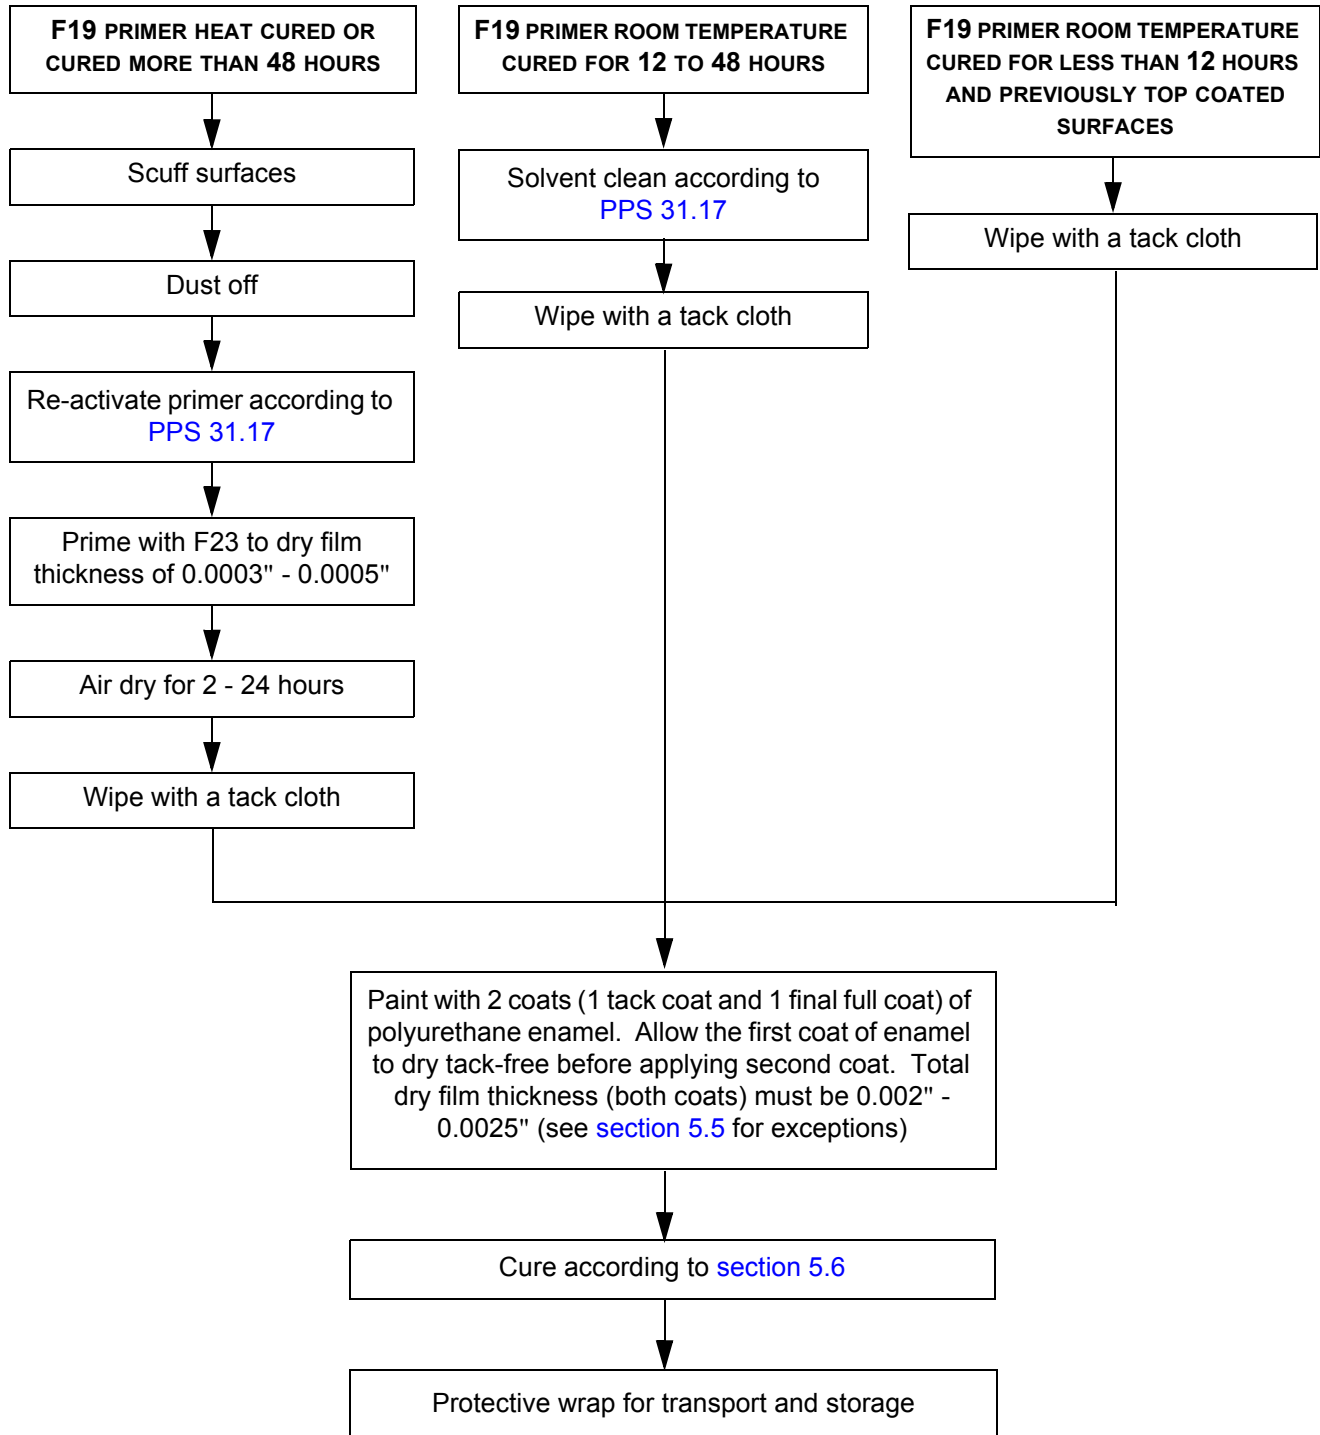 F19 PRIMER HEAT CURED OR
CURED MORE THAN 48 HOURS
Scuff surfaces
Dust off
Re-activate primer according to
PPS 31.17
Prime with F23 to dry film
thickness of 0.0003" - 0.0005"
Air dry for 2 - 24 hours
Wipe with a tack cloth
F19 PRIMER ROOM TEMPERATURE
CURED FOR 12 TO 48 HOURS
Solvent clean according to
PPS 31.17
Wipe with a tack cloth
F19 PRIMER ROOM TEMPERATURE
CURED FOR LESS THAN 12 HOURS
AND PREVIOUSLY TOP COATED
SURFACES
Wipe with a tack cloth
Paint with 2 coats (1 tack coat and 1 final full coat) of
polyurethane enamel.  Allow the first coat of enamel
to dry tack-free before applying second coat.  Total
dry film thickness (both coats) must be 0.002" -
0.0025" (see section 5.5 for exceptions)
Cure according to section 5.6
Protective wrap for transport and storage